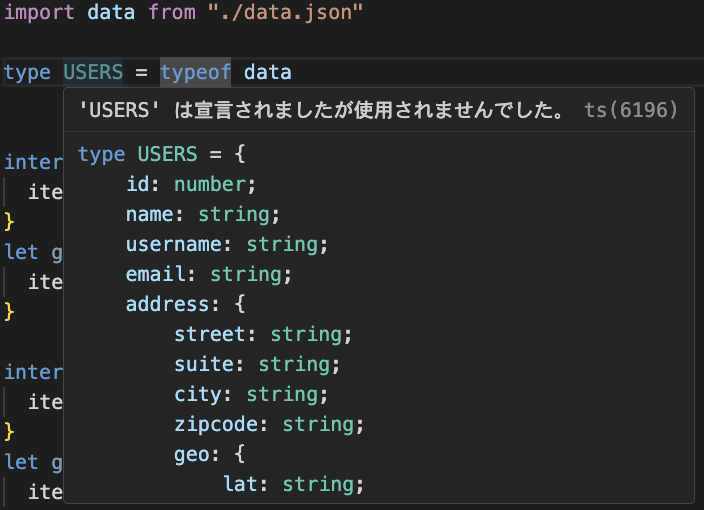 import data from "./data.json"
type USERS = typeof data
'USERS' は宣言されましたが使用されませんでした。 ts(6196)
type USERS = {
id: number;
name: string;
username: string;
email: string;
address: {
street: string;
suite: string;
city: string;
zipcode: string;
geo: {
lat: string;
inter
ite
}
let g
ite
}
inter
ite
}
let g
ite